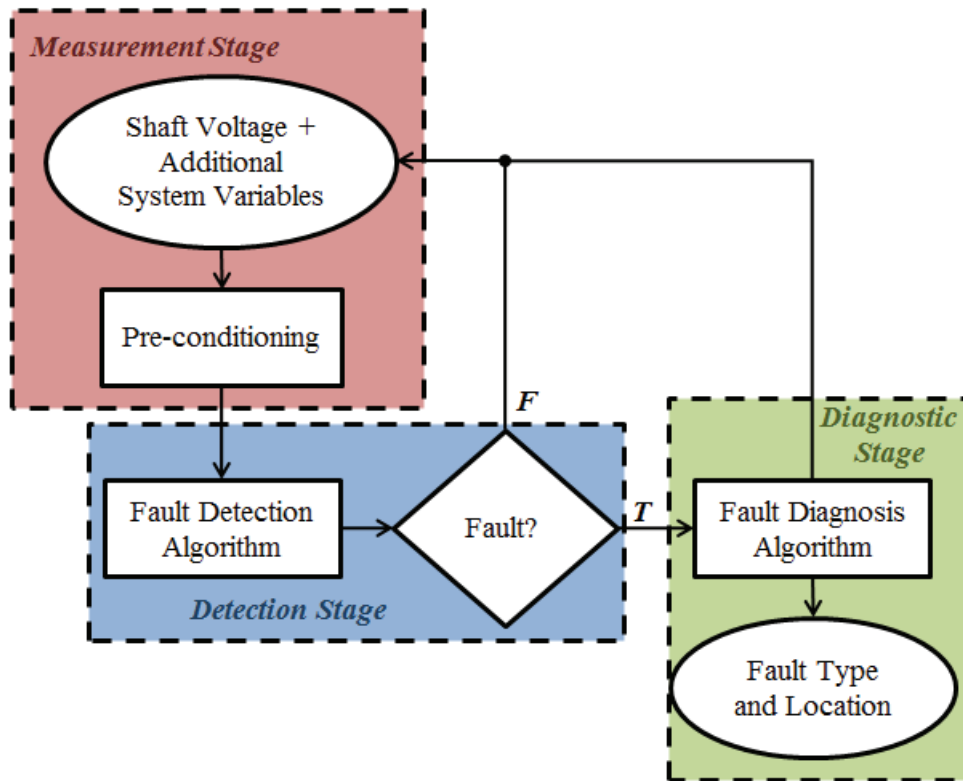 Measurement Stage
Shaft Voltage +
Additional
System Variables
Pre-conditioning
F
Diagnostic
Stage
Fault Detection
Algorithm
Fault?
T
Fault Diagnosis
Algorithm
Detection Stage
Fault Type
and Location